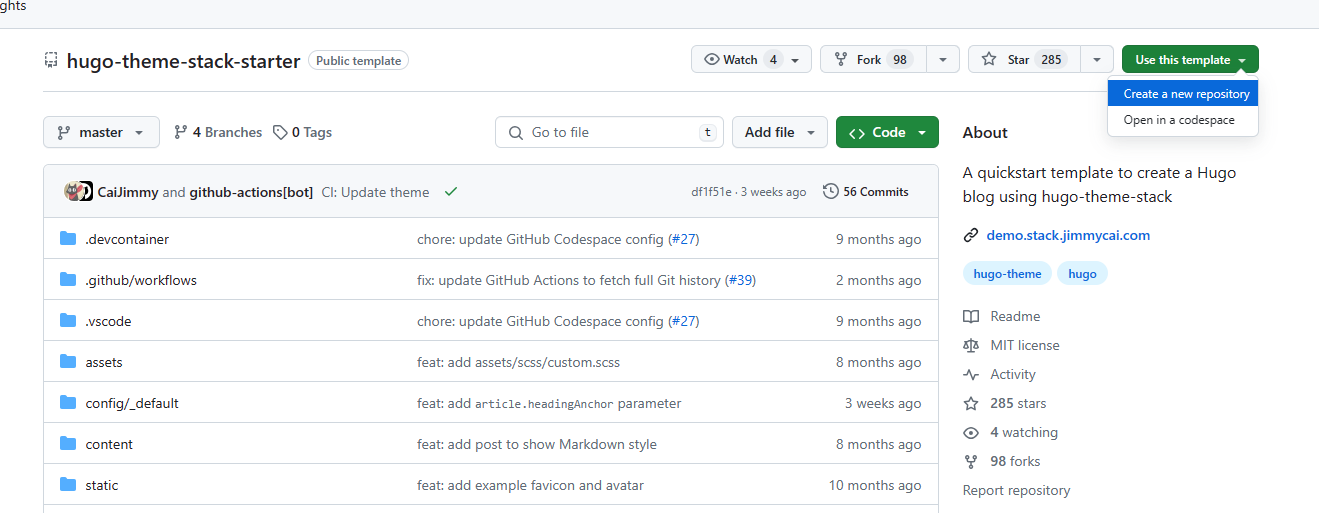 ghts
hugo-theme-stack-starter Public template Watch 4 Fork 98 Star 285 Use this template
Create a new repository
Open in a codespace
master 4 Branches 0 Tags Go to file t Add file Code
CaiJimmy and github-actions[bot] CI: Update theme df1f51e · 3 weeks ago 56 Commits
.devcontainer chore: update GitHub Codespace config (#27) 9 months ago
.github/workflows fix: update GitHub Actions to fetch full Git history (#39) 2 months ago
.vscode chore: update GitHub Codespace config (#27) 9 months ago
assets feat: add assets/scss/custom.scss 8 months ago
config/_default feat: add article.headingAnchor parameter 3 weeks ago
content feat: add post to show Markdown style 8 months ago
static feat: add example favicon and avatar 10 months ago
About
A quickstart template to create a Hugo
blog using hugo-theme-stack
demo.stack.jimmycai.com
hugo-theme hugo
Readme
MIT license
Activity
285 stars
4 watching
98 forks
Report repository